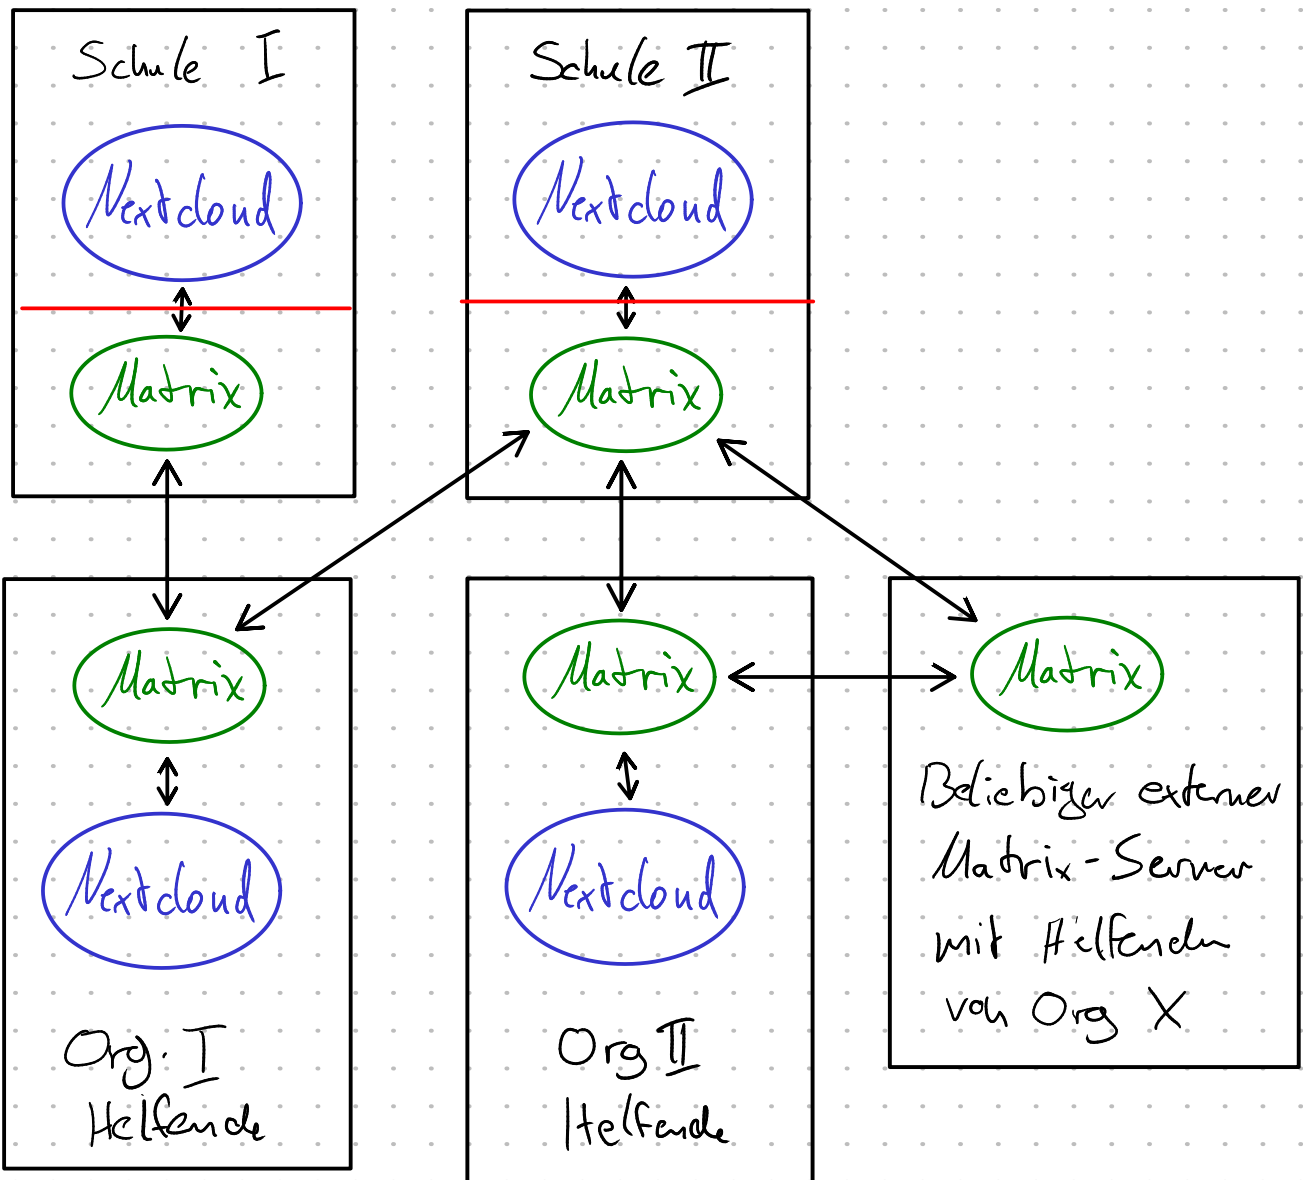 Schule I
Nextcloud
Matrix
Schule II
Nextcloud
Matrix
Matrix
Nextcloud
Org. I
Helfende
Matrix
Nextcloud
Org II
Helfende
Matrix
Beliebiger externer
Matrix-Server
mit Helfenden
von Org X